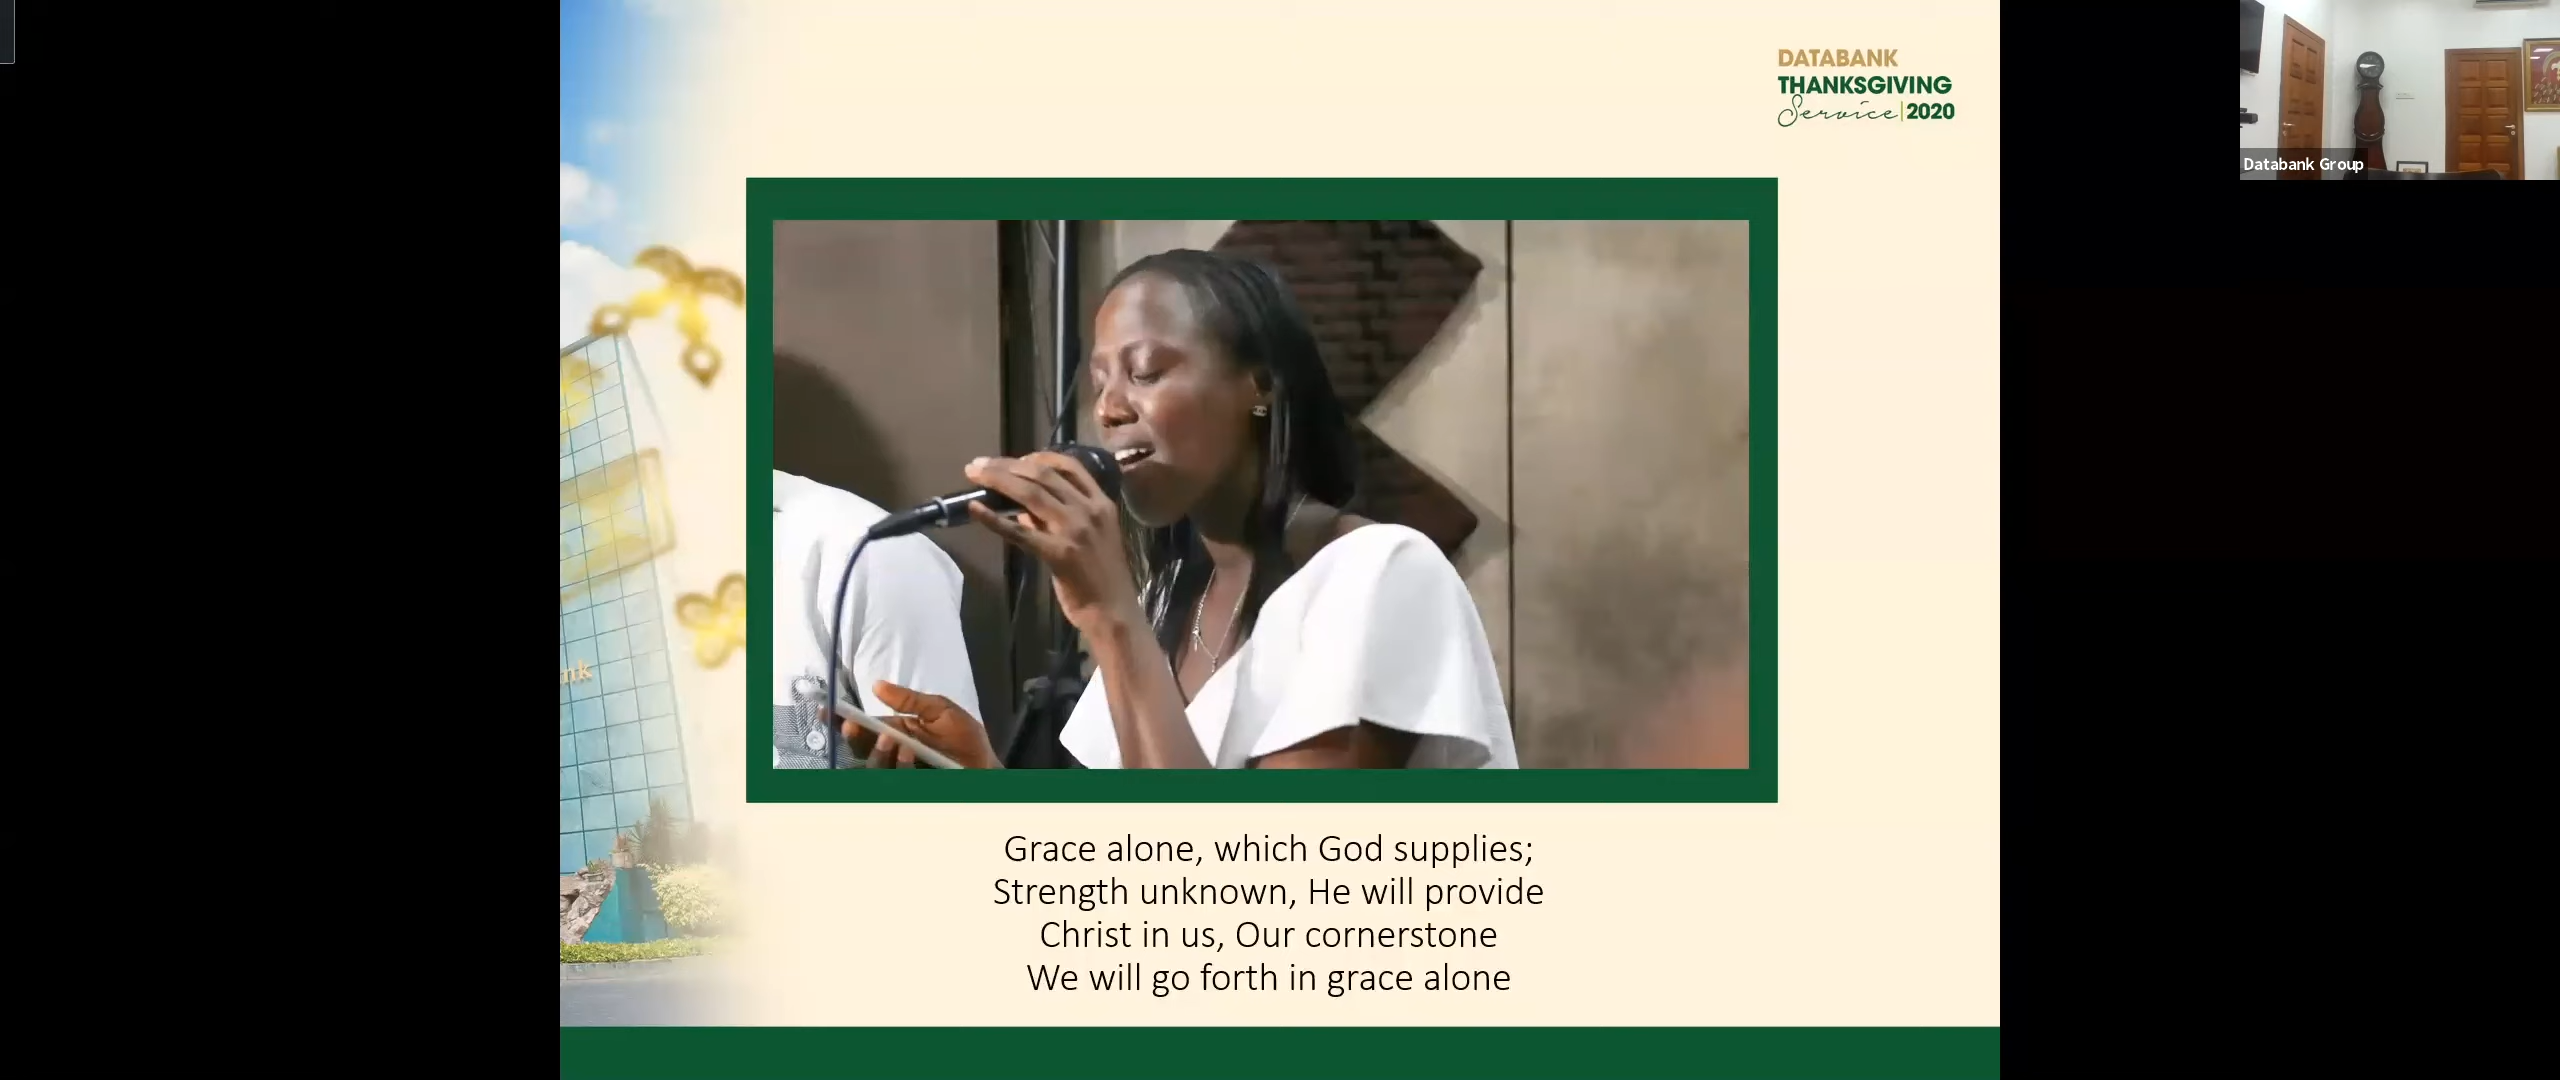 DATABANK
THANKSGIVING
Service|2020
Databank Group
nk
Grace alone, which God supplies;
Strength unknown, He will provide
Christ in us, Our cornerstone
We will go forth in grace alone